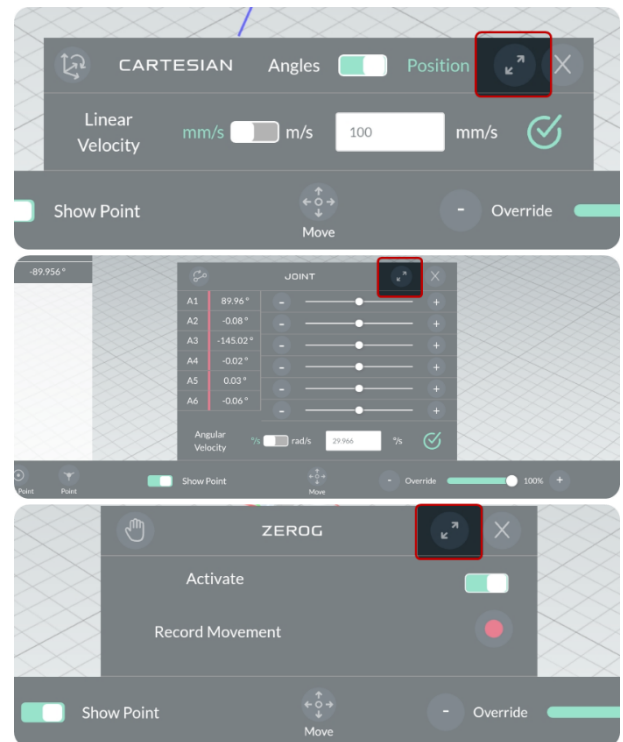 CARTESIAN Angles Position
Linear Velocity mm/s m/s 100 mm/s
Show Point Move - Override
-89.956 °
JOINT
A1 89.96 ° - +
A2 -0.08 ° - +
A3 -145.02 ° - +
A4 -0.02 ° - +
A5 0.03 ° - +
A6 -0.06 ° - +
Angular Velocity °/s rad/s 29.966 °/s
Point Point Show Point Move - Override 100% +
ZEROG
Activate
Record Movement
Show Point Move - Override